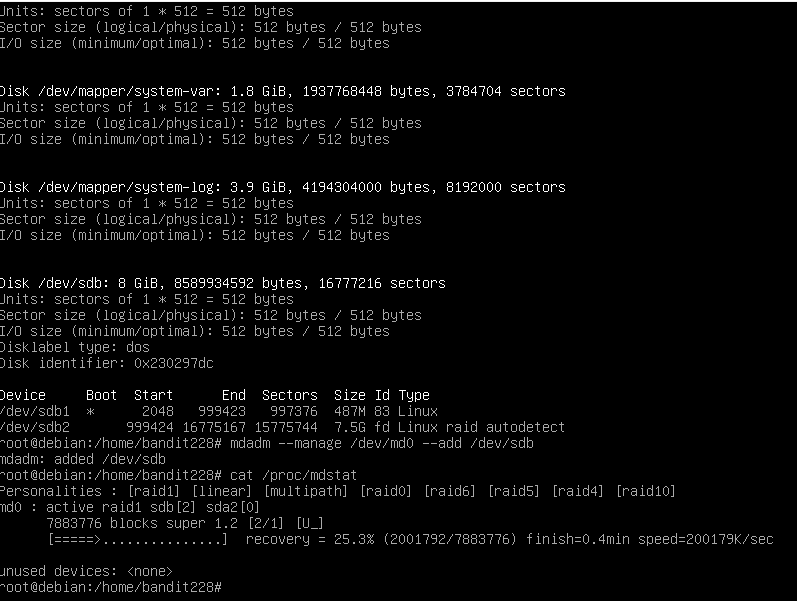 Units: sectors of 1 * 512 = 512 bytes
Sector size (logical/physical): 512 bytes / 512 bytes
I/O size (minimum/optimal): 512 bytes / 512 bytes
Disk /dev/mapper/system-var: 1.8 GiB, 1937768448 bytes, 3784704 sectors
Units: sectors of 1 * 512 = 512 bytes
Sector size (logical/physical): 512 bytes / 512 bytes
I/O size (minimum/optimal): 512 bytes / 512 bytes
Disk /dev/mapper/system-log: 3.9 GiB, 4194304000 bytes, 8192000 sectors
Units: sectors of 1 * 512 = 512 bytes
Sector size (logical/physical): 512 bytes / 512 bytes
I/O size (minimum/optimal): 512 bytes / 512 bytes
Disk /dev/sdb: 8 GiB, 8589934592 bytes, 16777216 sectors
Units: sectors of 1 * 512 = 512 bytes
Sector size (logical/physical): 512 bytes / 512 bytes
I/O size (minimum/optimal): 512 bytes / 512 bytes
Disklabel type: dos
Disk identifier: 0x230297dc
Device     Boot  Start      End  Sectors  Size Id Type
/dev/sdb1  *      2048   999423   997376  487M 83 Linux
/dev/sdb2       999424 16775167 15775744  7.5G fd Linux raid autodetect
root@debian:/home/bandit228# mdadm --manage /dev/md0 --add /dev/sdb
mdadm: added /dev/sdb
root@debian:/home/bandit228# cat /proc/mdstat
Personalities : [raid1] [linear] [multipath] [raid0] [raid6] [raid5] [raid4] [raid10]
md0 : active raid1 sdb[2] sda2[0]
      7883776 blocks super 1.2 [2/1] [U_]
      [=====>...............]  recovery = 25.3% (2001792/7883776) finish=0.4min speed=200179K/sec
unused devices: <none>
root@debian:/home/bandit228#